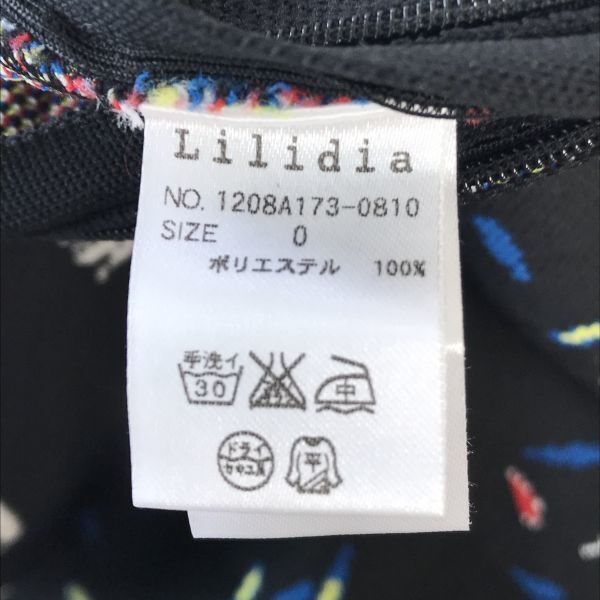 Lilidia
NO. 1208A173-0810
SIZE 0
ポリエステル 100%
手洗イ
30
中
ドライ
セキユ系
平